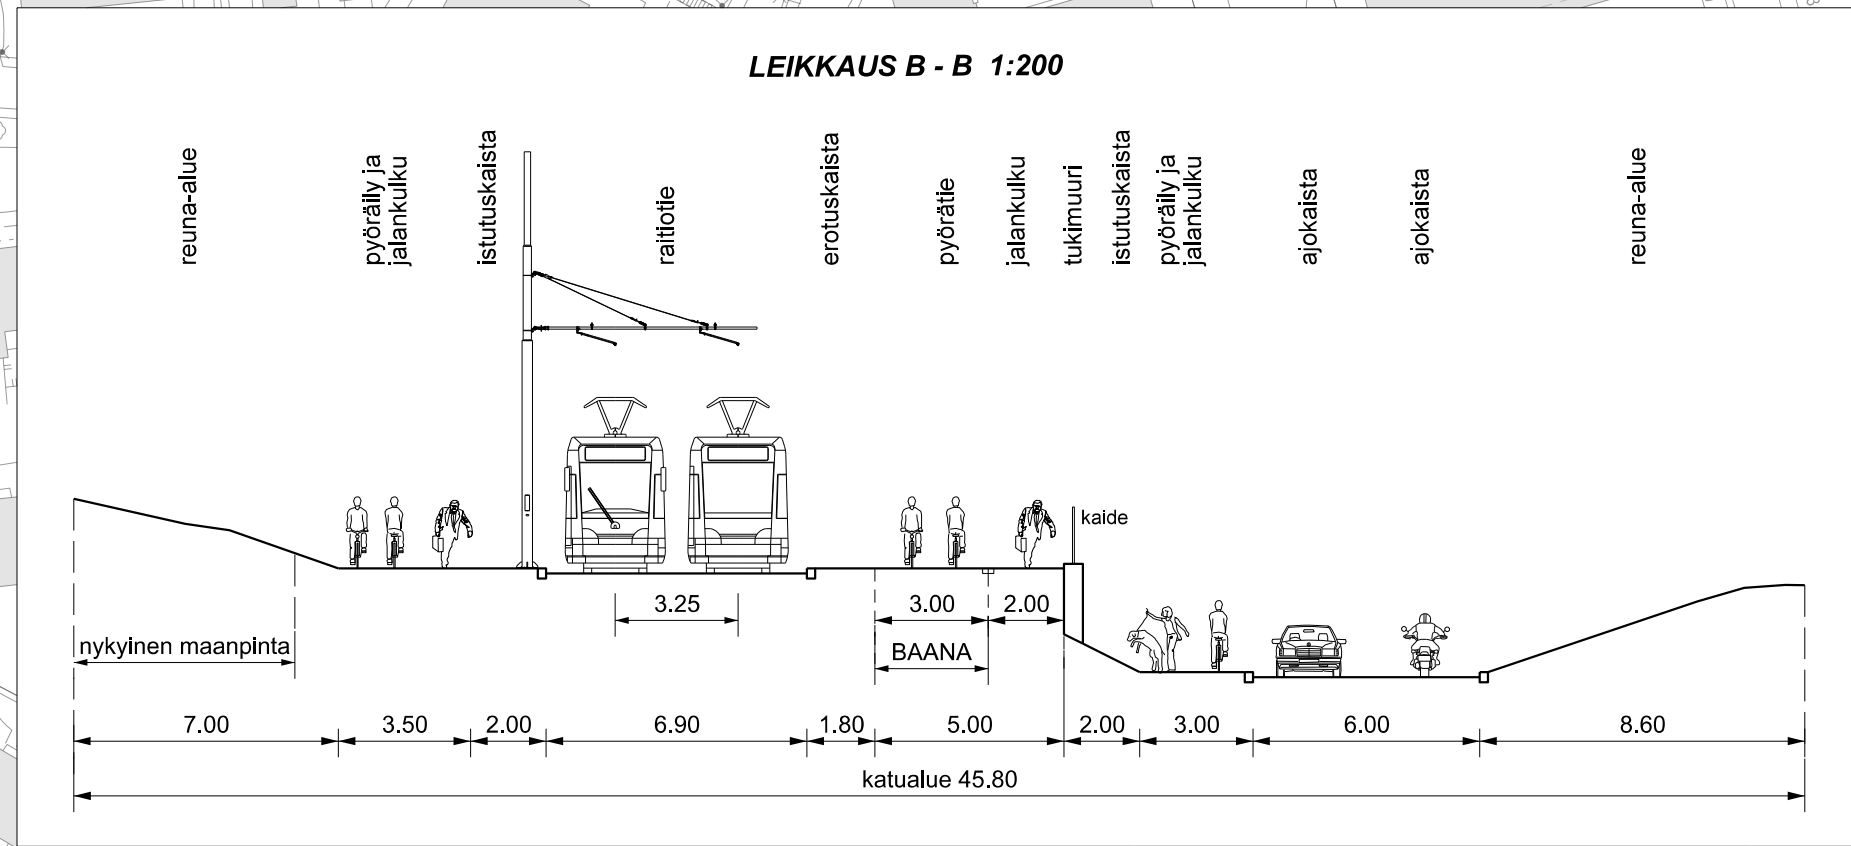 LEIKKAUS B - B 1:200
reuna-alue
pyöräily ja
jalankulku
istutuskaista
raitiotie
erotuskaista
pyörätie
jalankulku
tukimuuri
istutuskaista
pyöräily ja
jalankulku
ajokaista
ajokaista
reuna-alue
kaide
3.25
3.00
2.00
nykyinen maanpinta
BAANA
7.00
3.50
2.00
6.90
1.80
5.00
2.00
3.00
6.00
8.60
katualue 45.80